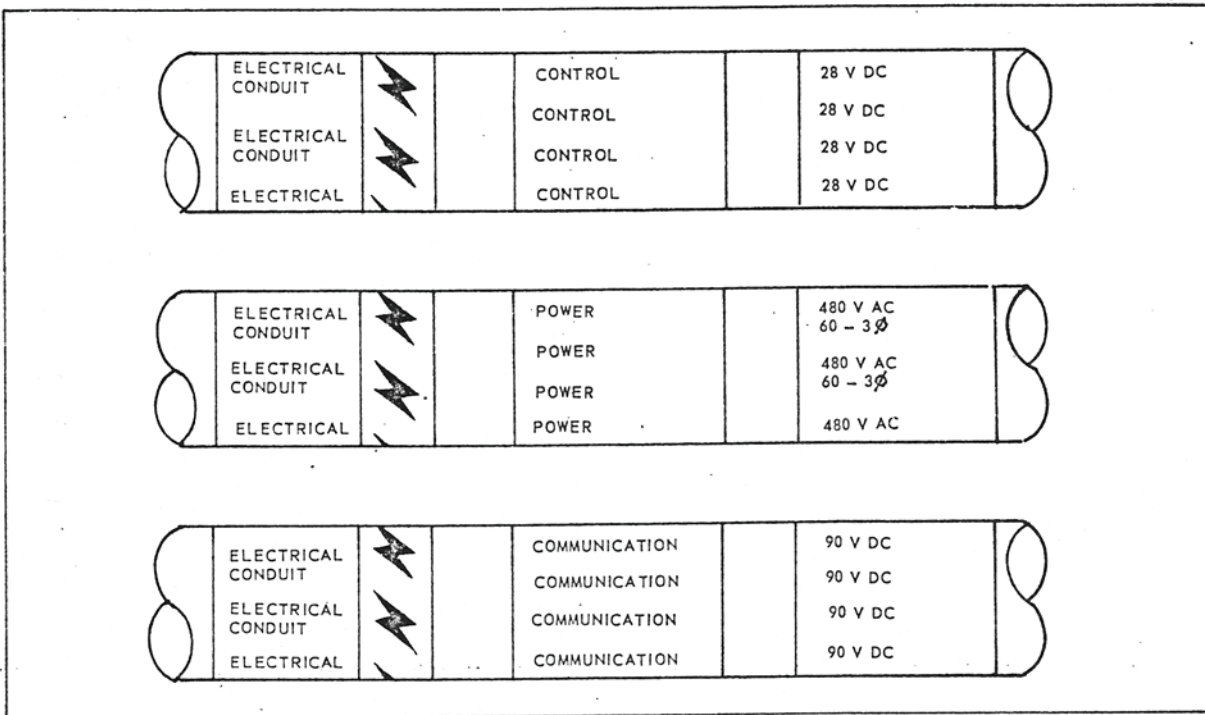 ELECTRICAL
CONDUIT
ELECTRICAL
CONDUIT
ELECTRICAL
CONTROL
CONTROL
CONTROL
CONTROL
28 V DC
28 V DC
28 V DC
28 V DC
ELECTRICAL
CONDUIT
ELECTRICAL
CONDUIT
ELECTRICAL
POWER
POWER
POWER
POWER
480 V AC
60 – 3Ø
480 V AC
60 – 3Ø
480 V AC
ELECTRICAL
CONDUIT
ELECTRICAL
CONDUIT
ELECTRICAL
COMMUNICATION
COMMUNICATION
COMMUNICATION
COMMUNICATION
90 V DC
90 V DC
90 V DC
90 V DC